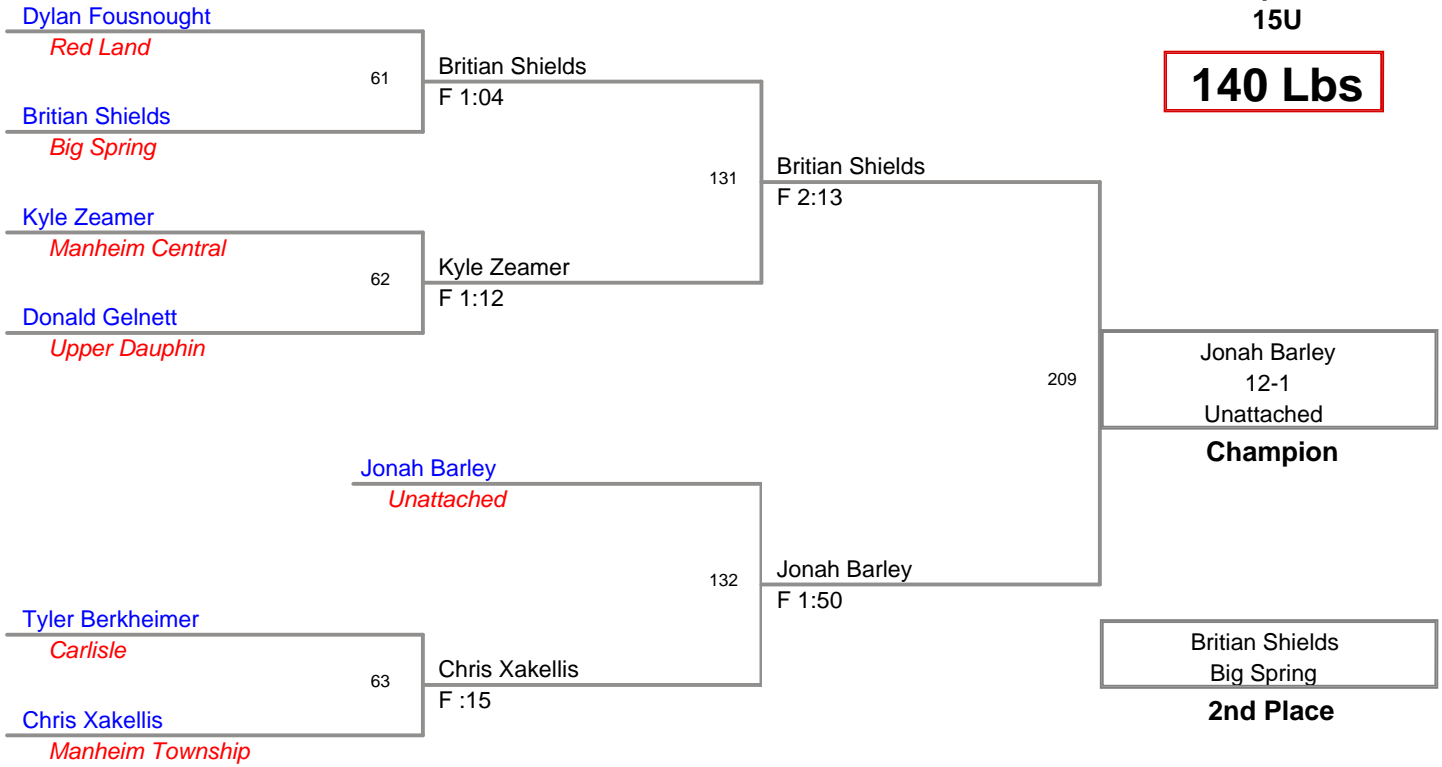 Dylan Fousnought
15U
Red Land
61
Britian Shields
F 1:04
140 Lbs
Britian Shields
Big Spring
131
Britian Shields
F 2:13
Kyle Zeamer
Manheim Central
62
Kyle Zeamer
F 1:12
Donald Gelnett
Upper Dauphin
209
Jonah Barley
12-1
Unattached
Champion
Jonah Barley
Unattached
132
Jonah Barley
F 1:50
Tyler Berkheimer
Carlisle
63
Chris Xakellis
F :15
Britian Shields
Big Spring
2nd Place
Chris Xakellis
Manheim Township